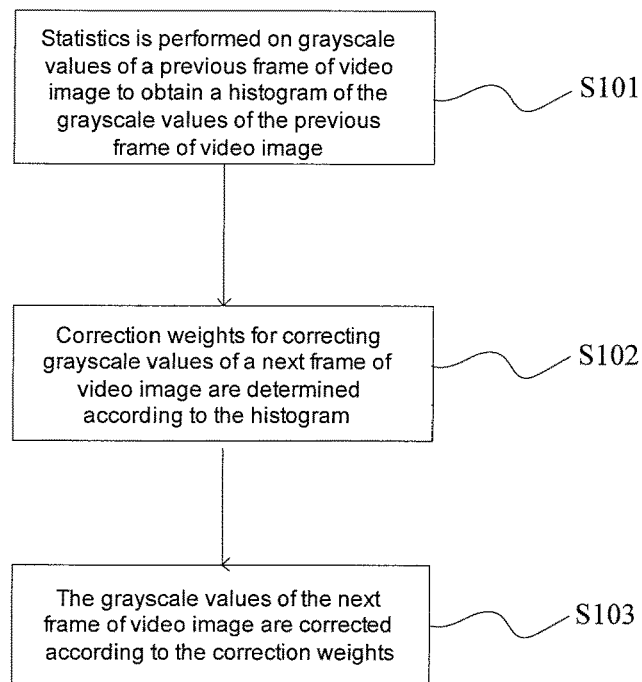 Statistics is performed on grayscale
values of a previous frame of video
image to obtain a histogram of the
grayscale values of the previous
frame of video image
S101
Correction weights for correcting
grayscale values of a next frame of
video image are determined
according to the histogram
S102
The grayscale values of the next
frame of video image are corrected
according to the correction weights
S103